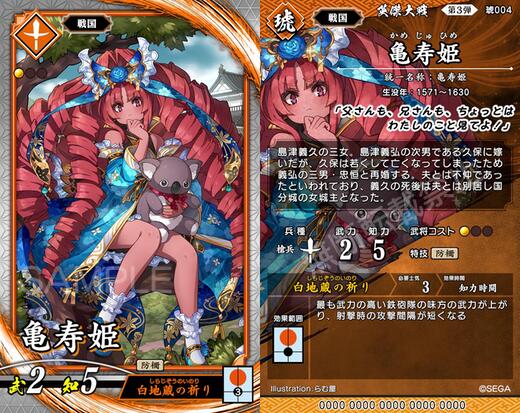 戦国
SAMPLE
亀寿姫
防柵
武2 知5
しらじぞうのいのり
白地蔵の祈り
3
琥
戦国
英傑大戦
第3弾
琥004
かめ じゅ ひめ
亀寿姫
統一名称：亀寿姫
生没年：1571～1630
「父さんも、兄さんも、ちょっとは
わたしのこと見てよ！」
島津義久の三女。島津義弘の次男である久保に嫁
いだが、久保は若くして亡くなってしまったため
義弘の三男・忠恒と再婚する。夫とは不仲であっ
たといわれており、義久の死後は夫とは別居し国
分城の女城主となった。
兵種 武力 知力 武将コスト
槍兵 2 5 特技 防柵
しらじぞうのいのり 必要士気 効果時間
白地蔵の祈り 3 知力時間
効果範囲
最も武力の高い鉄砲隊の味方の武力が上が
り、射撃時の攻撃間隔が短くなる
Illustration:らむ屋
©SEGA
0000 0000 0000 0000 0000